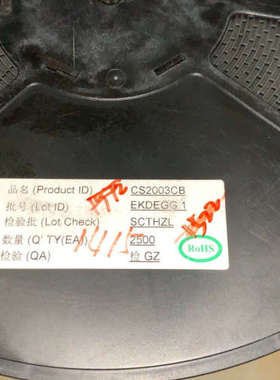 品名 (Product ID) CS2003CB
批号 (Lot ID) EKDEGG 1
检验批 (Lot Check) SCTHZL
数量 (Q' TY(EA) 2500
检验 (QA) 检 GZ
RoHS